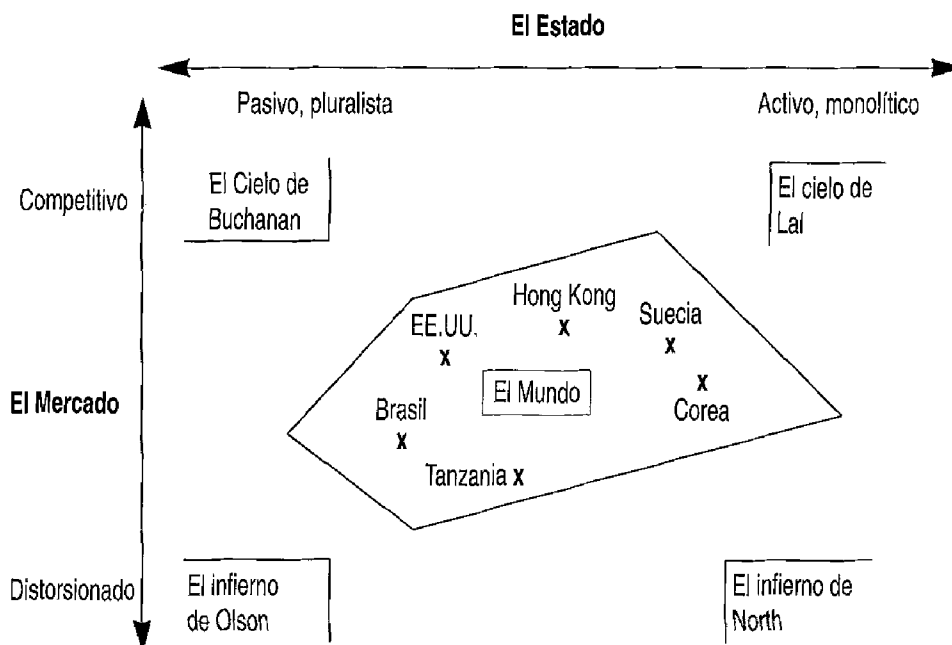 El Estado
Pasivo, pluralista
Activo, monolítico
Competitivo
El Cielo de
Buchanan
El cielo de
Lal
Hong Kong
EE.UU.
Suecia
El Mercado
El Mundo
Brasil
Corea
Tanzania
Distorsionado
El infierno
de Olson
El infierno de
North